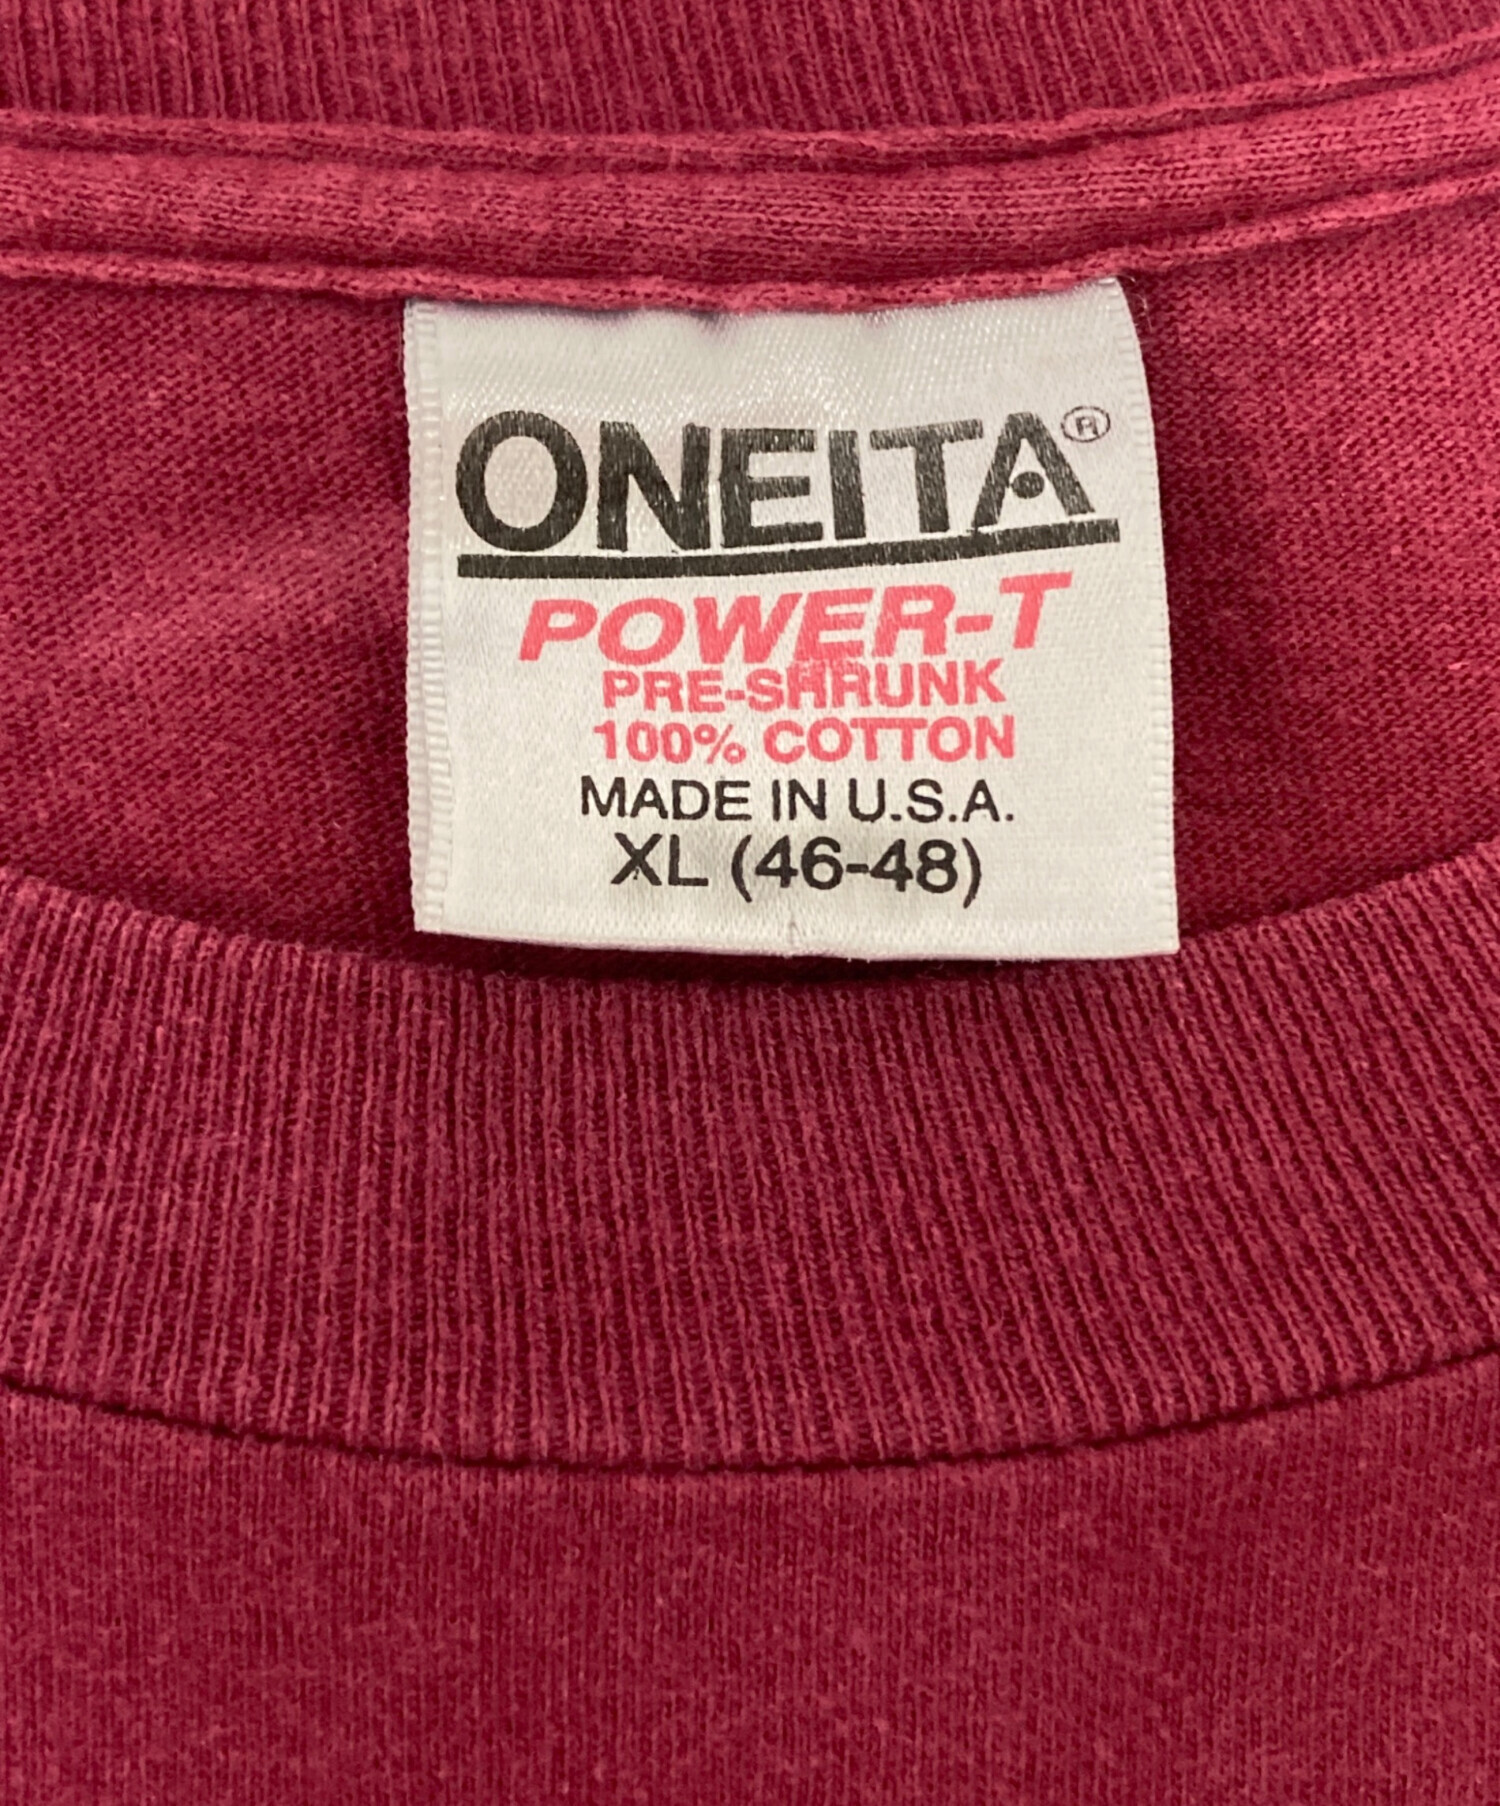 ONEITA®
POWER-T
PRE-SHRUNK
100% COTTON
MADE IN U.S.A.
XL (46-48)